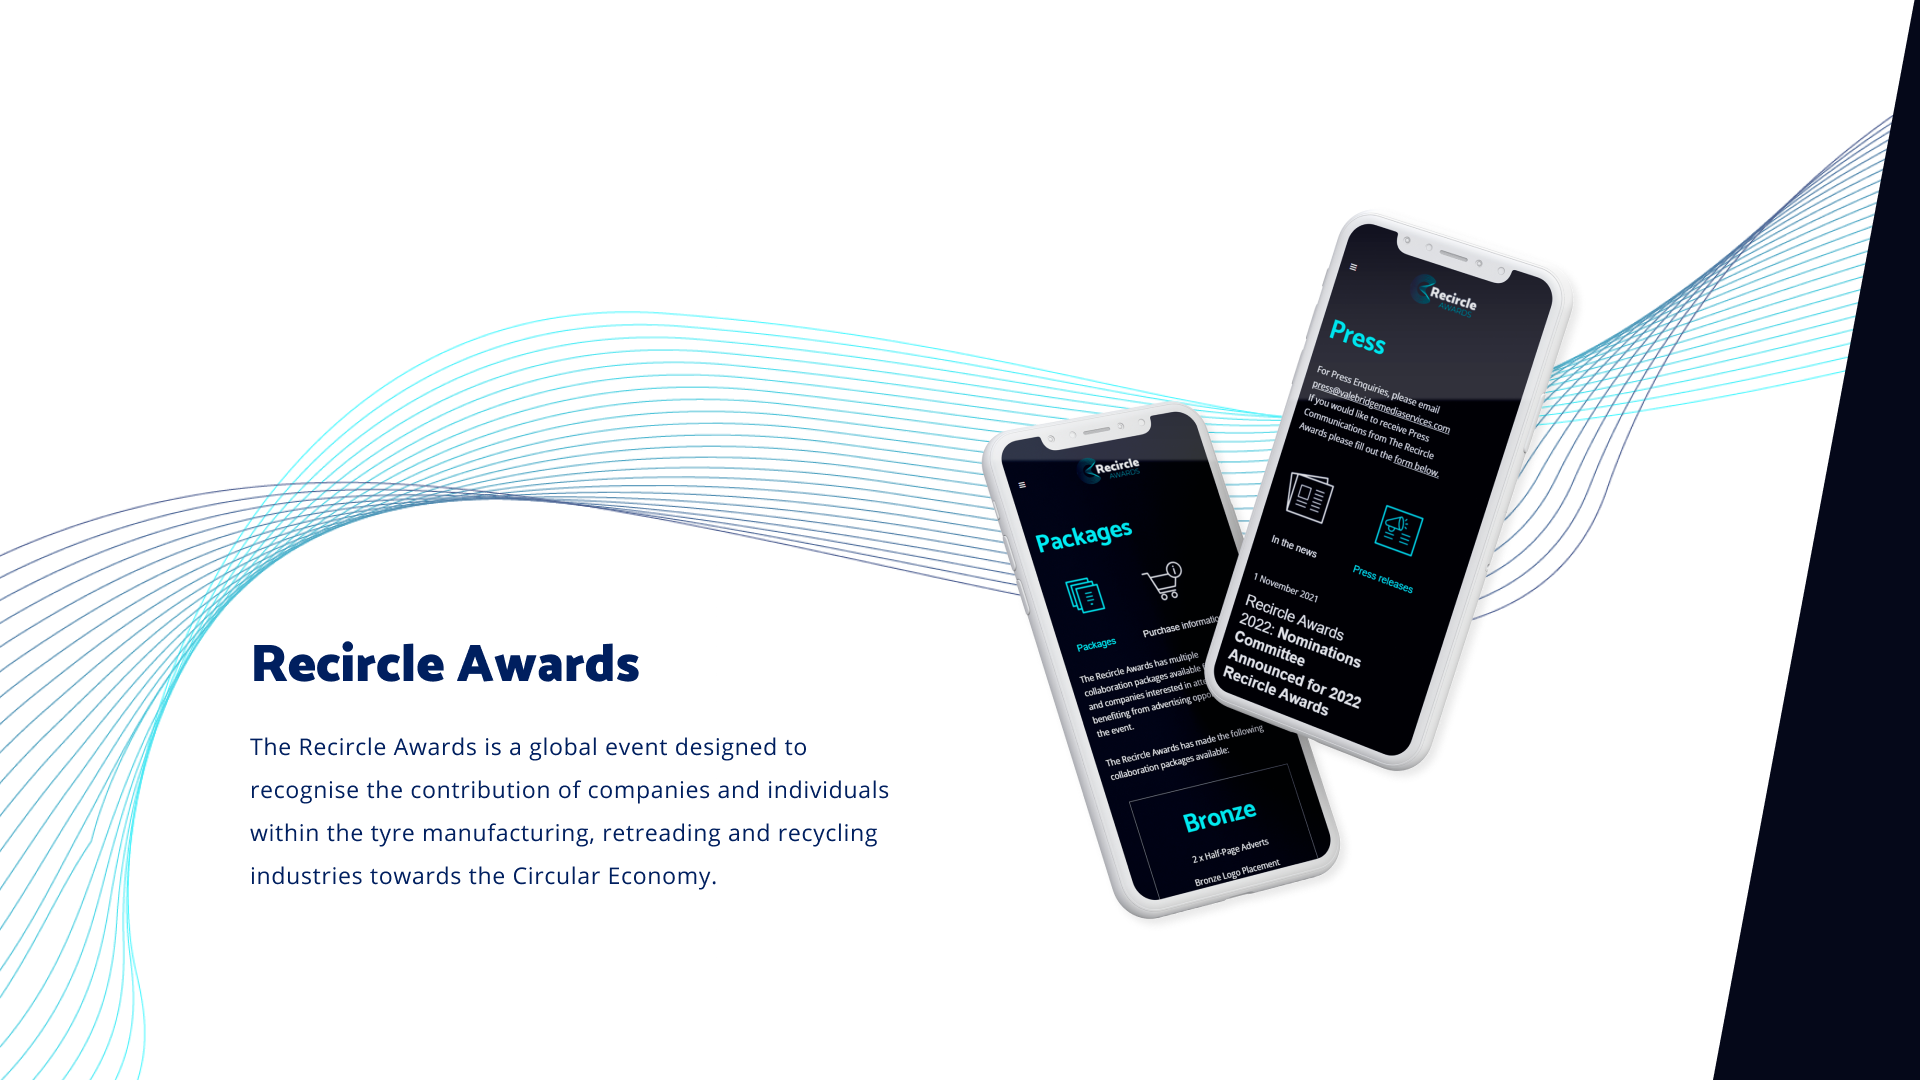 Recircle Awards
The Recircle Awards is a global event designed to
recognise the contribution of companies and individuals
within the tyre manufacturing, retreading and recycling
industries towards the Circular Economy.
Recircle
AWARDS
Packages
Packages
Purchase
The Recircle Awards has multiple
collaboration packages available
and companies interested in
benefiting from advertising
the event.
The Recircle Awards has made the following
collaboration packages available:
Bronze
2 x Half-Page Adverts
Bronze Logo Placement
Recircle
AWARDS
Press
For Press Enquiries, please email
press@valebridgemediaservices.com
If you would like to receive Press
Communications from The Recircle
Awards please fill out the form below.
In the news
Press releases
1 November 2021
Recircle Awards
2022: Nominations
Committee
Announced for 2022
Recircle Awards